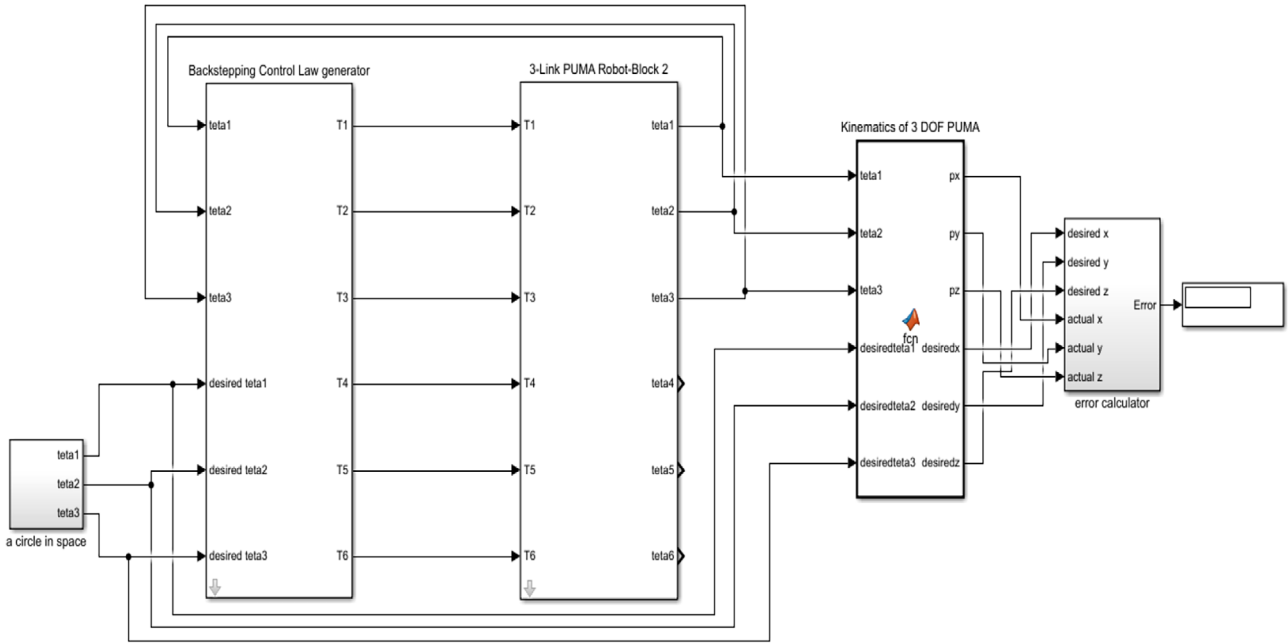 Backstepping Control Law generator
teta1
teta2
teta3
desired teta1
desired teta2
desired teta3
T1
T2
T3
T4
T5
T6
3-Link PUMA Robot-Block 2
T1
T2
T3
T4
T5
T6
teta1
teta2
teta3
teta4
teta5
teta6
Kinematics of 3 DOF PUMA
teta1
teta2
teta3
desiredteta1
desiredteta2
desiredteta3
fcn
px
py
pz
desiredx
desiredy
desiredz
desired x
desired y
desired z
actual x
actual y
actual z
Error
error calculator
teta1
teta2
teta3
a circle in space